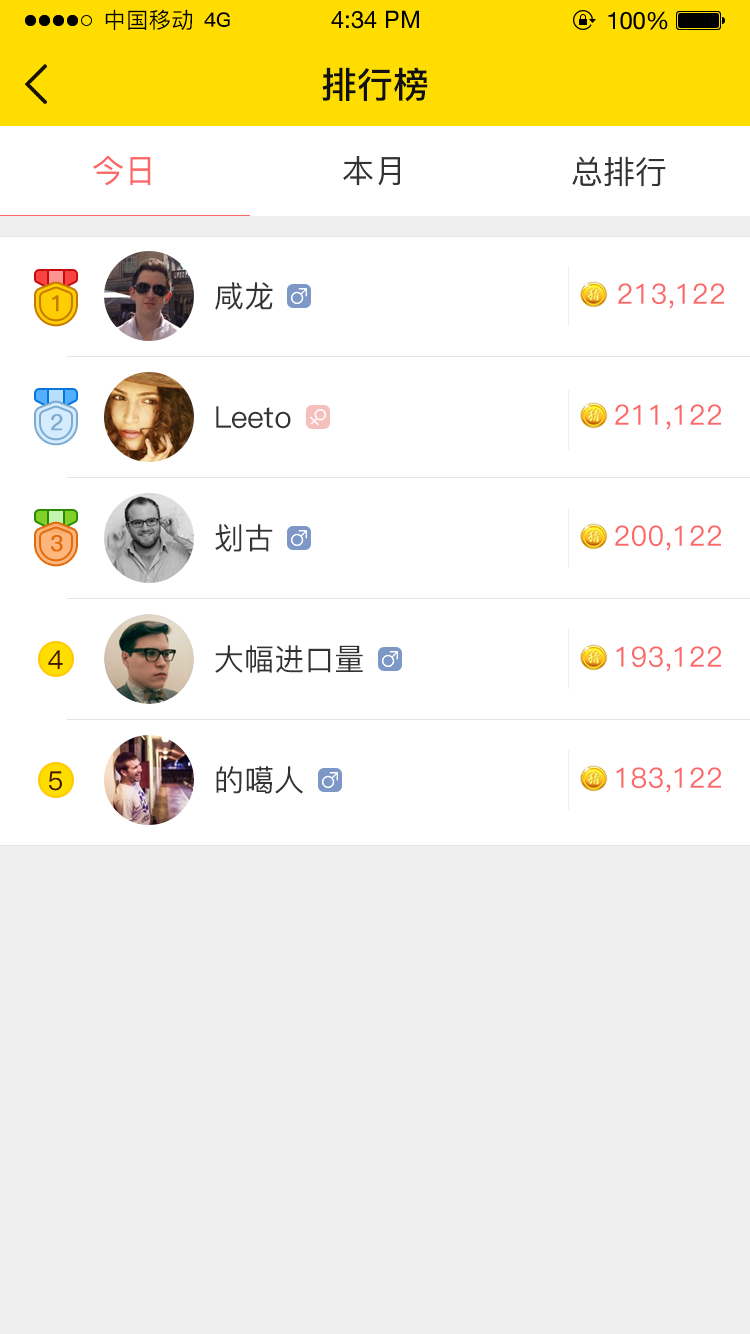 中国移动 4G 4:34 PM 100%
排行榜
今日 本月 总排行
1 咸龙 213,122
2 Leeto 211,122
3 划古 200,122
4 大幅进口量 193,122
5 的噶人 183,122